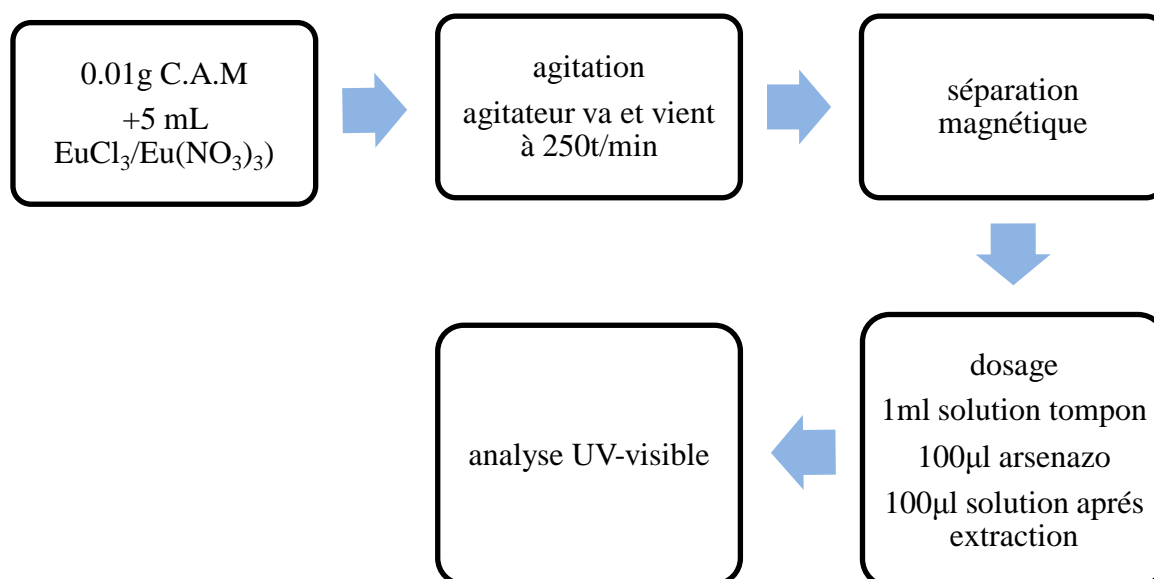 0.01g C.A.M
+5 mL
EuCl₃/Eu(NO₃)₃)
agitation
agitateur va et vient
à 250t/min
séparation
magnétique
dosage
1ml solution tompon
100µl arsenazo
100µl solution aprés
extraction
analyse UV-visible